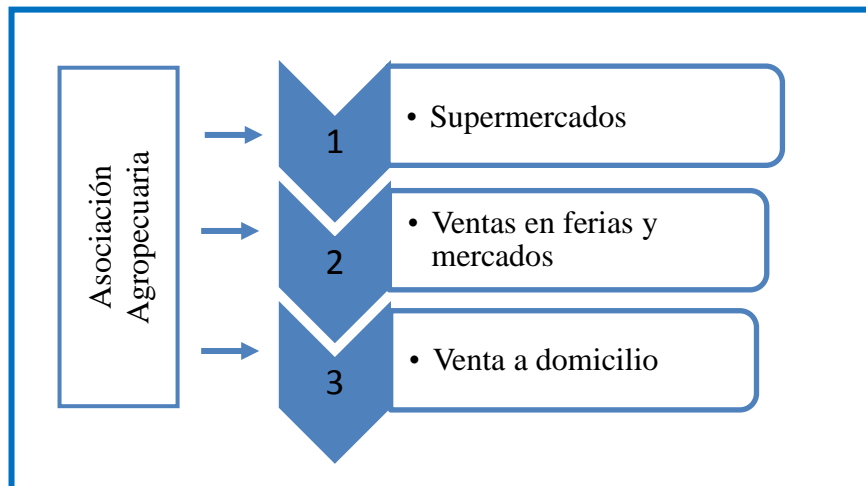 Asociación
Agropecuaria
1
• Supermercados
2
• Ventas en ferias y
mercados
3
• Venta a domicilio